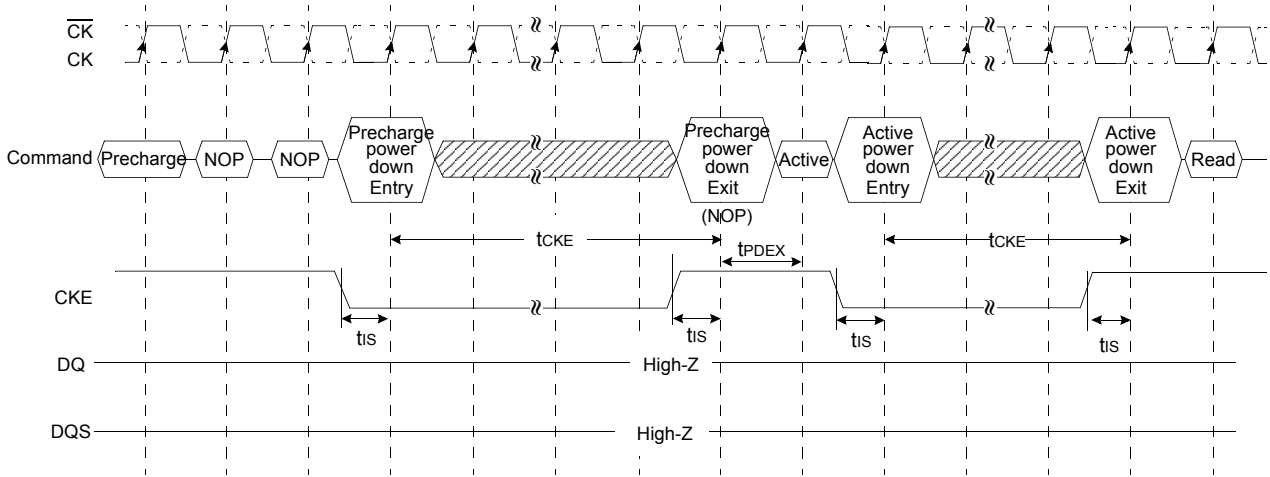 CK
CK
Command Precharge NOP NOP Precharge power down Entry Precharge power down Exit Active Active power down Entry Active power down Exit Read
(NOP)
tCKE tCKE
tPDEX
CKE
tIS tIS tIS tIS
DQ High-Z
DQS High-Z